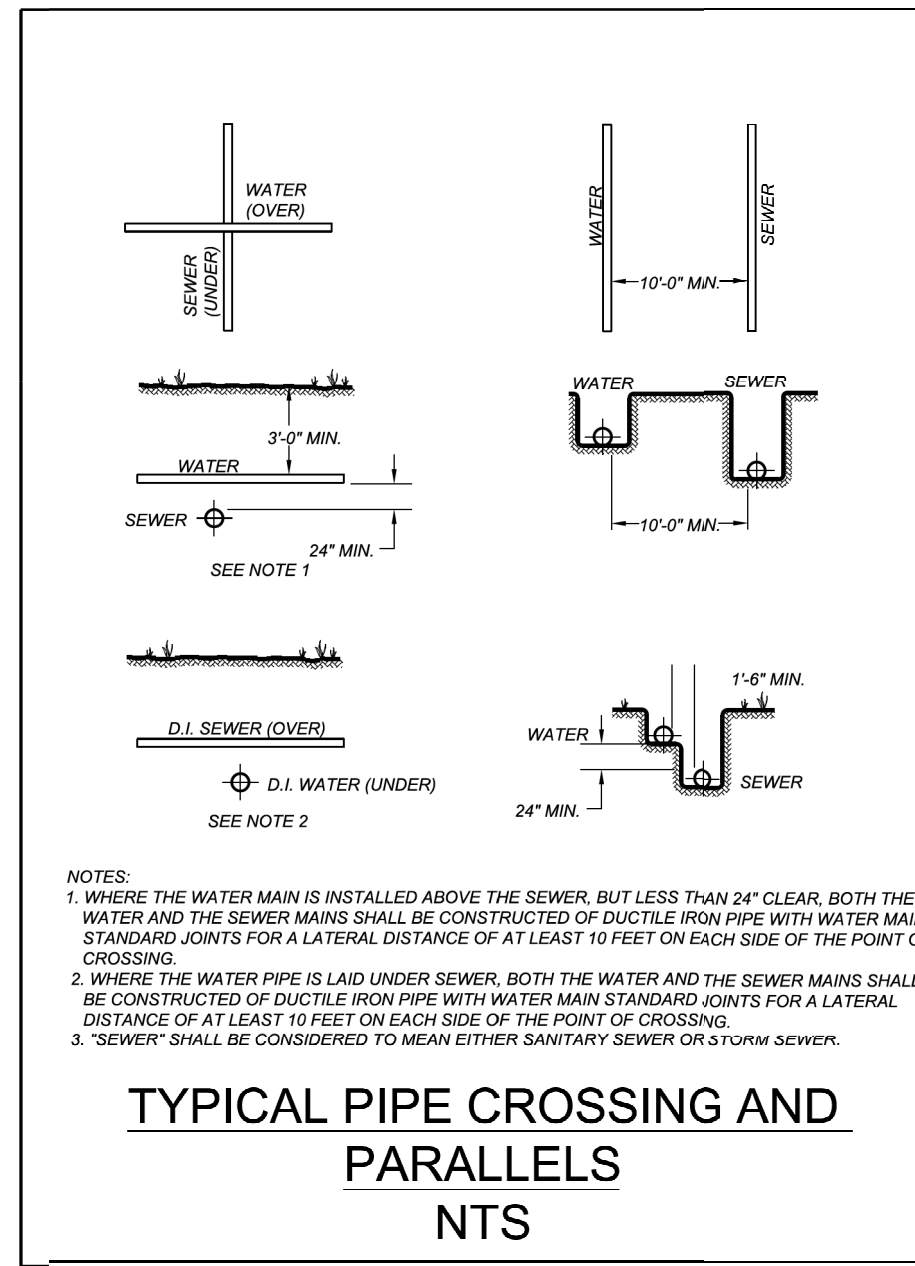 WATER
(OVER)
SEWER
(UNDER)
WATER
SEWER
10'-0" MIN.
3'-0" MIN.
WATER
SEWER
24" MIN.
SEE NOTE 1
WATER
SEWER
10'-0" MIN.
D.I. SEWER (OVER)
D.I. WATER (UNDER)
SEE NOTE 2
1'-6" MIN.
WATER
24" MIN.
SEWER
NOTES:
1. WHERE THE WATER MAIN IS INSTALLED ABOVE THE SEWER, BUT LESS THAN 24" CLEAR, BOTH THE
WATER AND THE SEWER MAINS SHALL BE CONSTRUCTED OF DUCTILE IRON PIPE WITH WATER MAI
STANDARD JOINTS FOR A LATERAL DISTANCE OF AT LEAST 10 FEET ON EACH SIDE OF THE POINT
CROSSING.
2. WHERE THE WATER PIPE IS LAID UNDER SEWER, BOTH THE WATER AND THE SEWER MAINS SHALL
BE CONSTRUCTED OF DUCTILE IRON PIPE WITH WATER MAIN STANDARD JOINTS FOR A LATERAL
DISTANCE OF AT LEAST 10 FEET ON EACH SIDE OF THE POINT OF CROSSING.
3. "SEWER" SHALL BE CONSIDERED TO MEAN EITHER SANITARY SEWER OR STORM SEWER.
TYPICAL PIPE CROSSING AND
PARALLELS
NTS